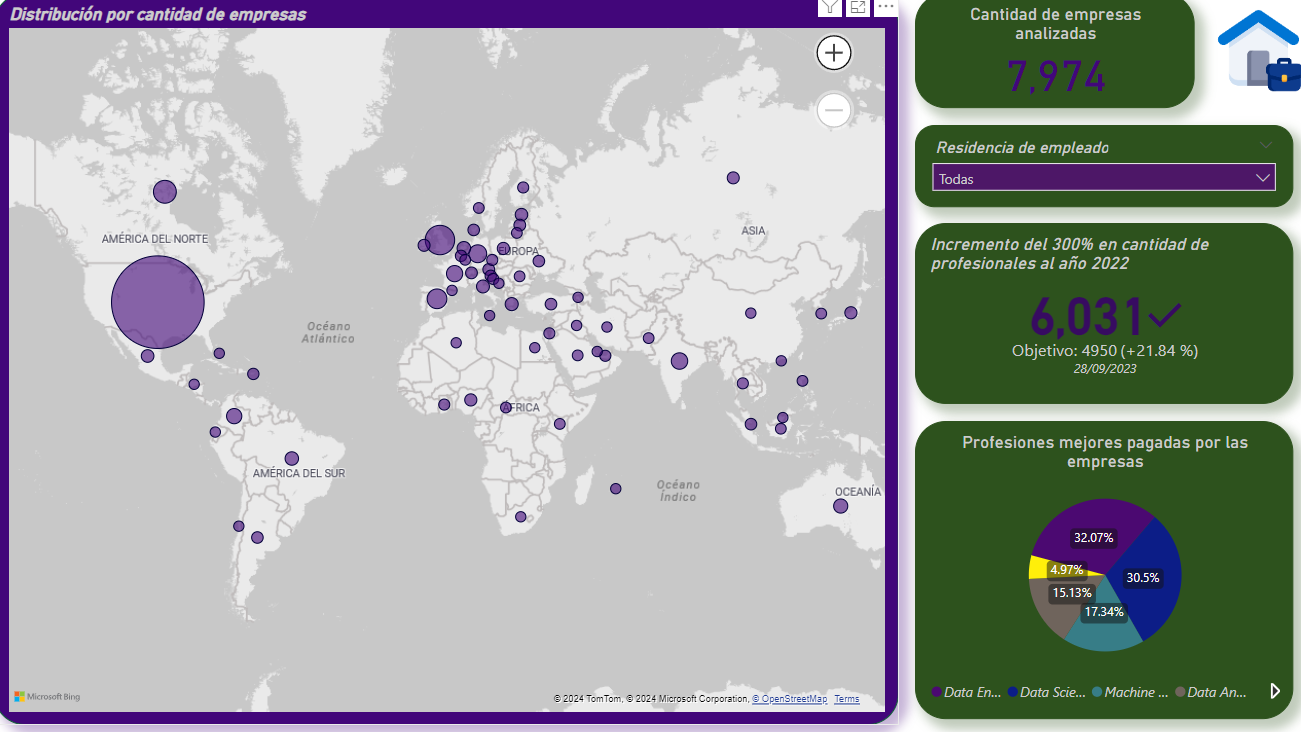 Distribución por cantidad de empresas
AMÉRICA DEL NORTE
Océano
Atlántico
EUROPA
ASIA
ÁFRICA
AMÉRICA DEL SUR
Océano
Índico
OCEANÍA
Microsoft Bing
© 2024 TomTom, © 2024 Microsoft Corporation, © OpenStreetMap Terms
Cantidad de empresas
analizadas
7,974
Residencia de empleado
Todas
Incremento del 300% en cantidad de
profesionales al año 2022
6,031
Objetivo: 4950 (+21.84 %)
28/09/2023
Profesiones mejores pagadas por las
empresas
32.07%
4.97%
30.5%
15.13%
17.34%
Data En... Data Scie... Machine ... Data An...